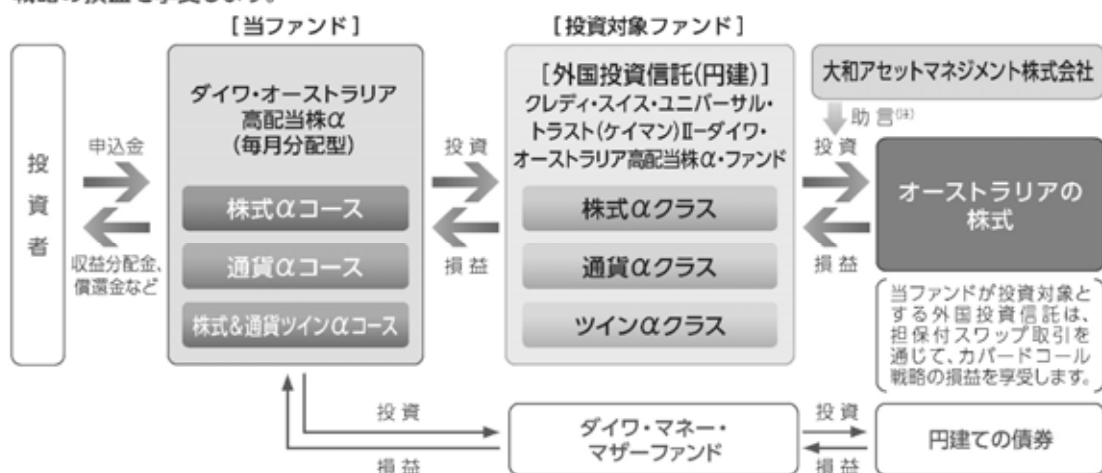 戦略の損益を享受します。
[当ファンド]
[投資対象ファンド]
投資者
申込金
収益分配金、
償還金など
ダイワ・オーストラリア
高配当株α
(毎月分配型)
株式αコース
通貨αコース
株式&通貨ツインαコース
投資
損益
[外国投資信託(円建)]
クレディ・スイス・ユニバーサル・
トラスト(ケイマン)Ⅱ−ダイワ・
オーストラリア高配当株α・ファンド
株式αクラス
通貨αクラス
ツインαクラス
大和アセットマネジメント株式会社
助言(注)
投資
損益
オーストラリアの
株式
当ファンドが投資対象と
する外国投資信託は、
担保付スワップ取引を
通じて、カバードコール
戦略の損益を享受します。
投資
損益
ダイワ・マネー・
マザーファンド
投資
損益
円建ての債券